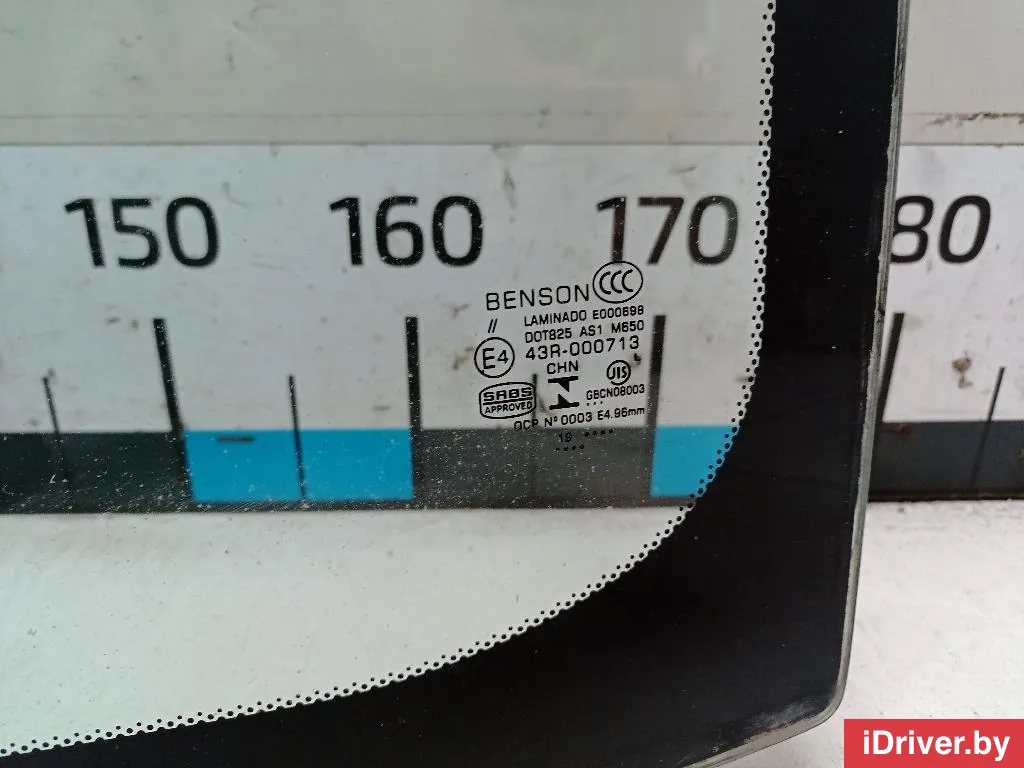 150 160 170 80
BENSON CCC
// LAMINADO E000698
DOT825 AS1 M650
E4 43R-000713
CHN
SABS JIS
APPROVED GBCN08003
OCP Nº 0003 E4.96mm
19
iDriver.by